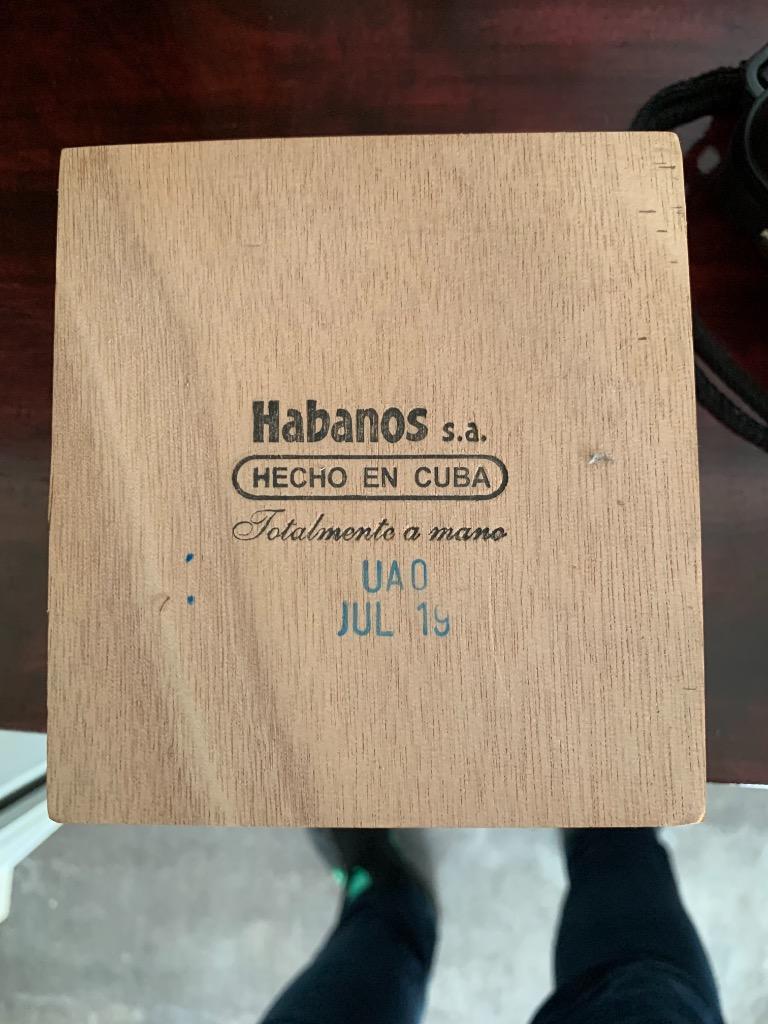 Habanos s.a.
HECHO EN CUBA
Totalmente a mano
UAO
JUL 19